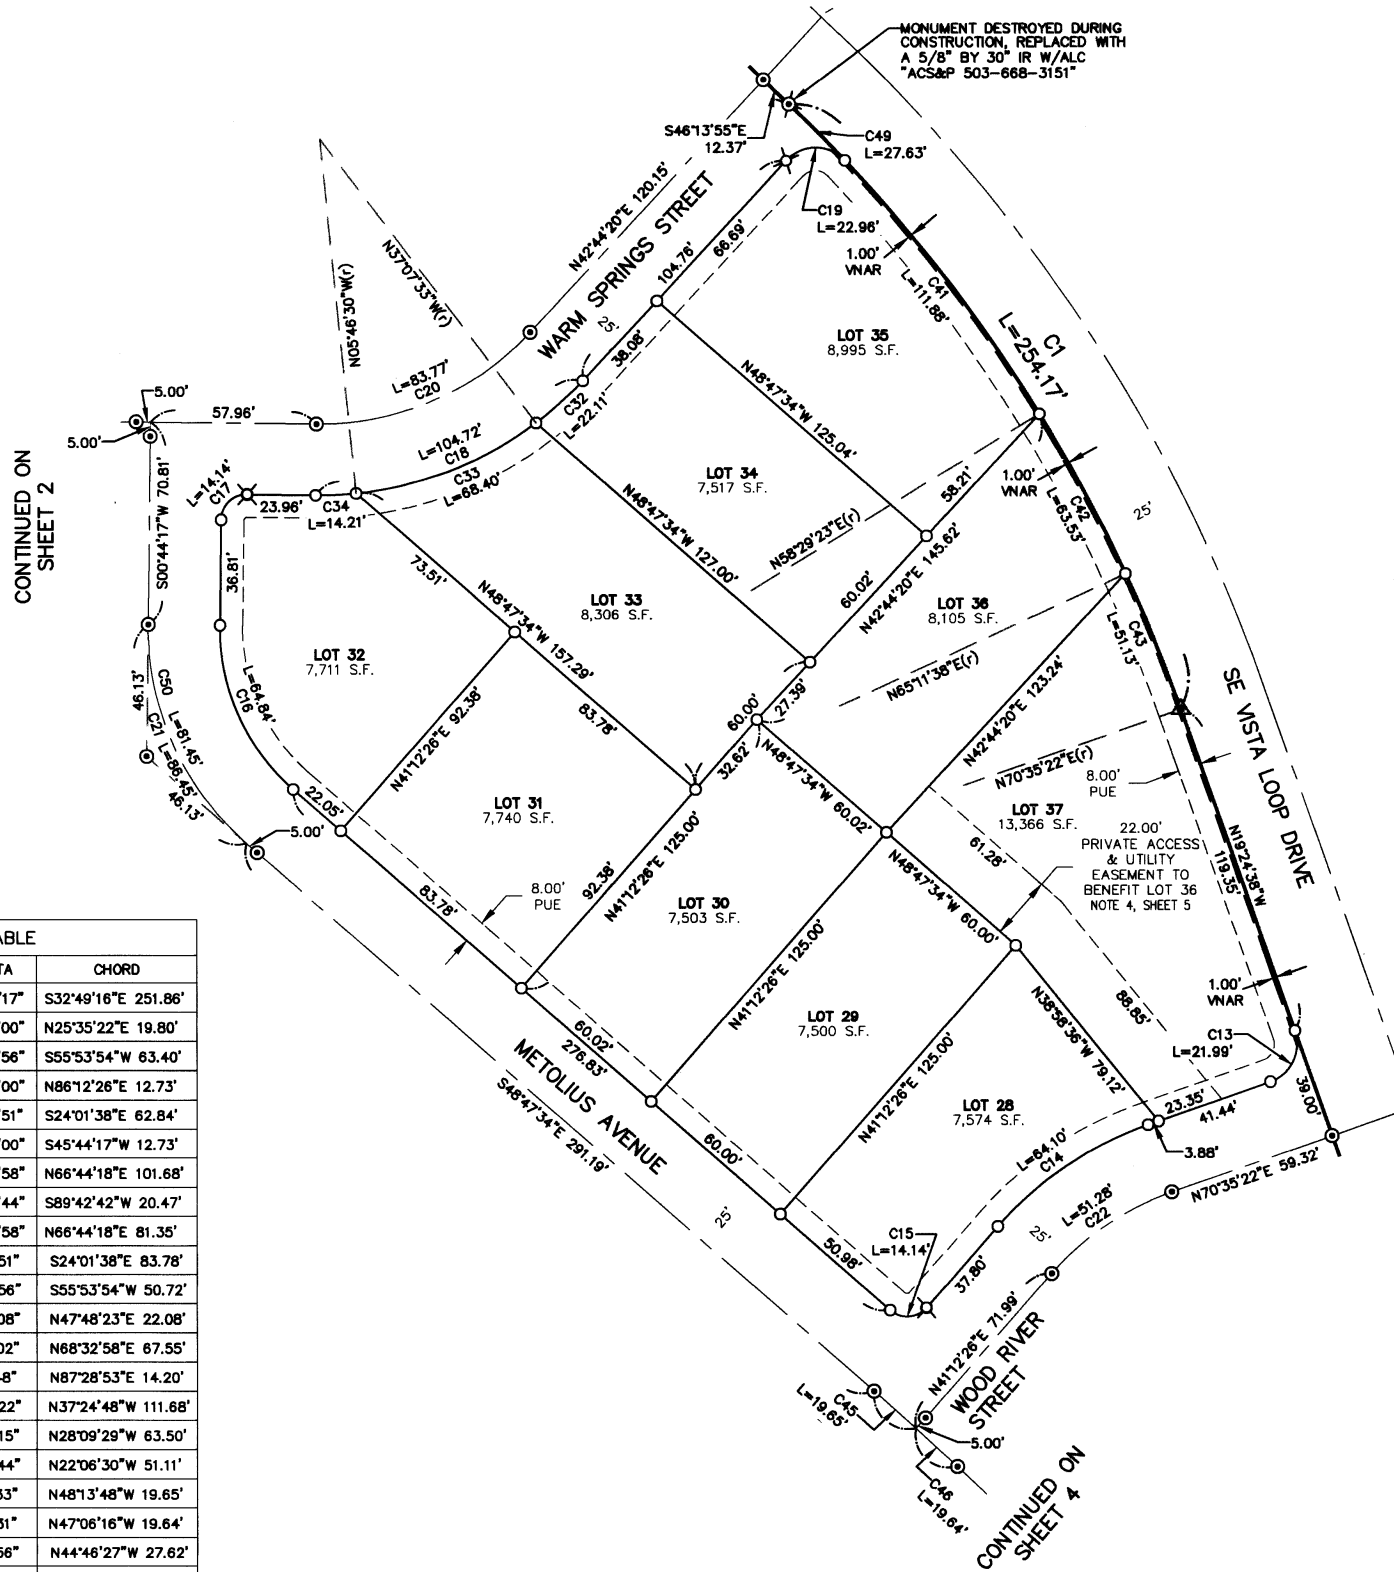 MONUMENT DESTROYED DURING
CONSTRUCTION, REPLACED WITH
A 5/8" BY 30" IR W/ALC
"ACS&P 503-668-3151"
S46°13'55"E
12.37'
C49
L=27.63'
C19
L=22.96'
1.00'
VNAR
N42°44'20"E 120.15'
WARM SPRINGS STREET
25'
104.76'
66.69'
38.08'
C41
L=111.88'
C1
L=254.17'
LOT 35
8,995 S.F.
N37°07'33"W(r)
N05°46'30"W(r)
L=83.77'
C20
5.00'
5.00'
57.96'
CONTINUED ON
SHEET 2
S00°44'17"W 70.81'
L=14.14'
C17
23.96'
C34
L=14.21'
L=104.72'
C18
C33
L=68.40'
C32
L=22.11'
N48°47'34"W 125.04'
LOT 34
7,517 S.F.
58.21'
1.00'
VNAR
C42
L=63.53'
25'
N58°29'23"E(r)
N48°47'34"W 127.00'
N42°44'20"E 145.62'
60.02'
36.81'
73.51'
N48°47'34"W 157.29'
LOT 33
8,306 S.F.
LOT 36
8,105 S.F.
C43
L=51.13'
LOT 32
7,711 S.F.
N65°11'38"E(r)
N42°44'20"E 123.24'
SE VISTA LOOP DRIVE
46.13'
C50
L=81.45'
C21
L=86.45'
46.13'
L=64.84'
C16
N41°12'26"E 92.38'
83.78'
60.00'
27.39'
32.62'
N48°47'34"W 60.02'
N70°35'22"E(r)
8.00'
PUE
22.05'
5.00'
LOT 31
7,740 S.F.
LOT 37
13,366 S.F.
22.00'
PRIVATE ACCESS
& UTILITY
EASEMENT TO
BENEFIT LOT 36
NOTE 4, SHEET 5
61.28'
N19°24'38"W
119.35'
83.78'
8.00'
PUE
92.38'
N41°12'26"E 125.00'
LOT 30
7,503 S.F.
N48°47'34"W 60.00'
N41°12'26"E 125.00'
88.85'
1.00'
VNAR
N38°58'36"W 79.12'
C13
L=21.99'
39.00'
LOT 29
7,500 S.F.
60.02'
276.83'
METOLIUS AVENUE
S48°47'34"E 291.19'
60.00'
N41°12'26"E 125.00'
LOT 28
7,574 S.F.
23.35'
41.44'
3.88'
L=64.10'
C14
N70°35'22"E 59.32'
L=51.28'
C22
25'
25'
C15
L=14.14'
50.98'
37.80'
N41°12'26"E 71.99'
WOOD RIVER
STREET
C45
L=19.65'
5.00'
C46
L=19.64'
CONTINUED ON
SHEET 4
ABLE
TA CHORD
'17" S32°49'16"E 251.86'
'00" N25°35'22"E 19.80'
'56" S55°53'54"W 63.40'
'00" N86°12'26"E 12.73'
'51" S24°01'38"E 62.84'
'00" S45°44'17"W 12.73'
'58" N66°44'18"E 101.68'
'44" S89°42'42"W 20.47'
'58" N66°44'18"E 81.35'
51" S24°01'38"E 83.78'
56" S55°53'54"W 50.72'
08" N47°48'23"E 22.08'
02" N68°32'58"E 67.55'
8" N87°28'53"E 14.20'
22" N37°24'48"W 111.68'
15" N28°09'29"W 63.50'
44" N22°06'30"W 51.11'
33" N48°13'48"W 19.65'
31" N47°06'16"W 19.64'
56" N44°46'27"W 27.62'